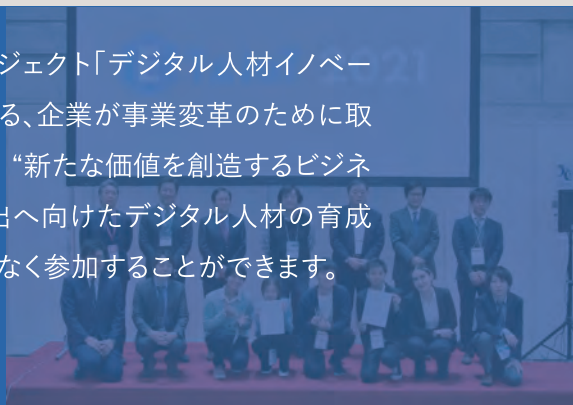 ジェクト「デジタル人材イノベー
る、企業が事業変革のために取
“新たな価値を創造するビジネ
出へ向けたデジタル人材の育成
なく参加することができます。
2021